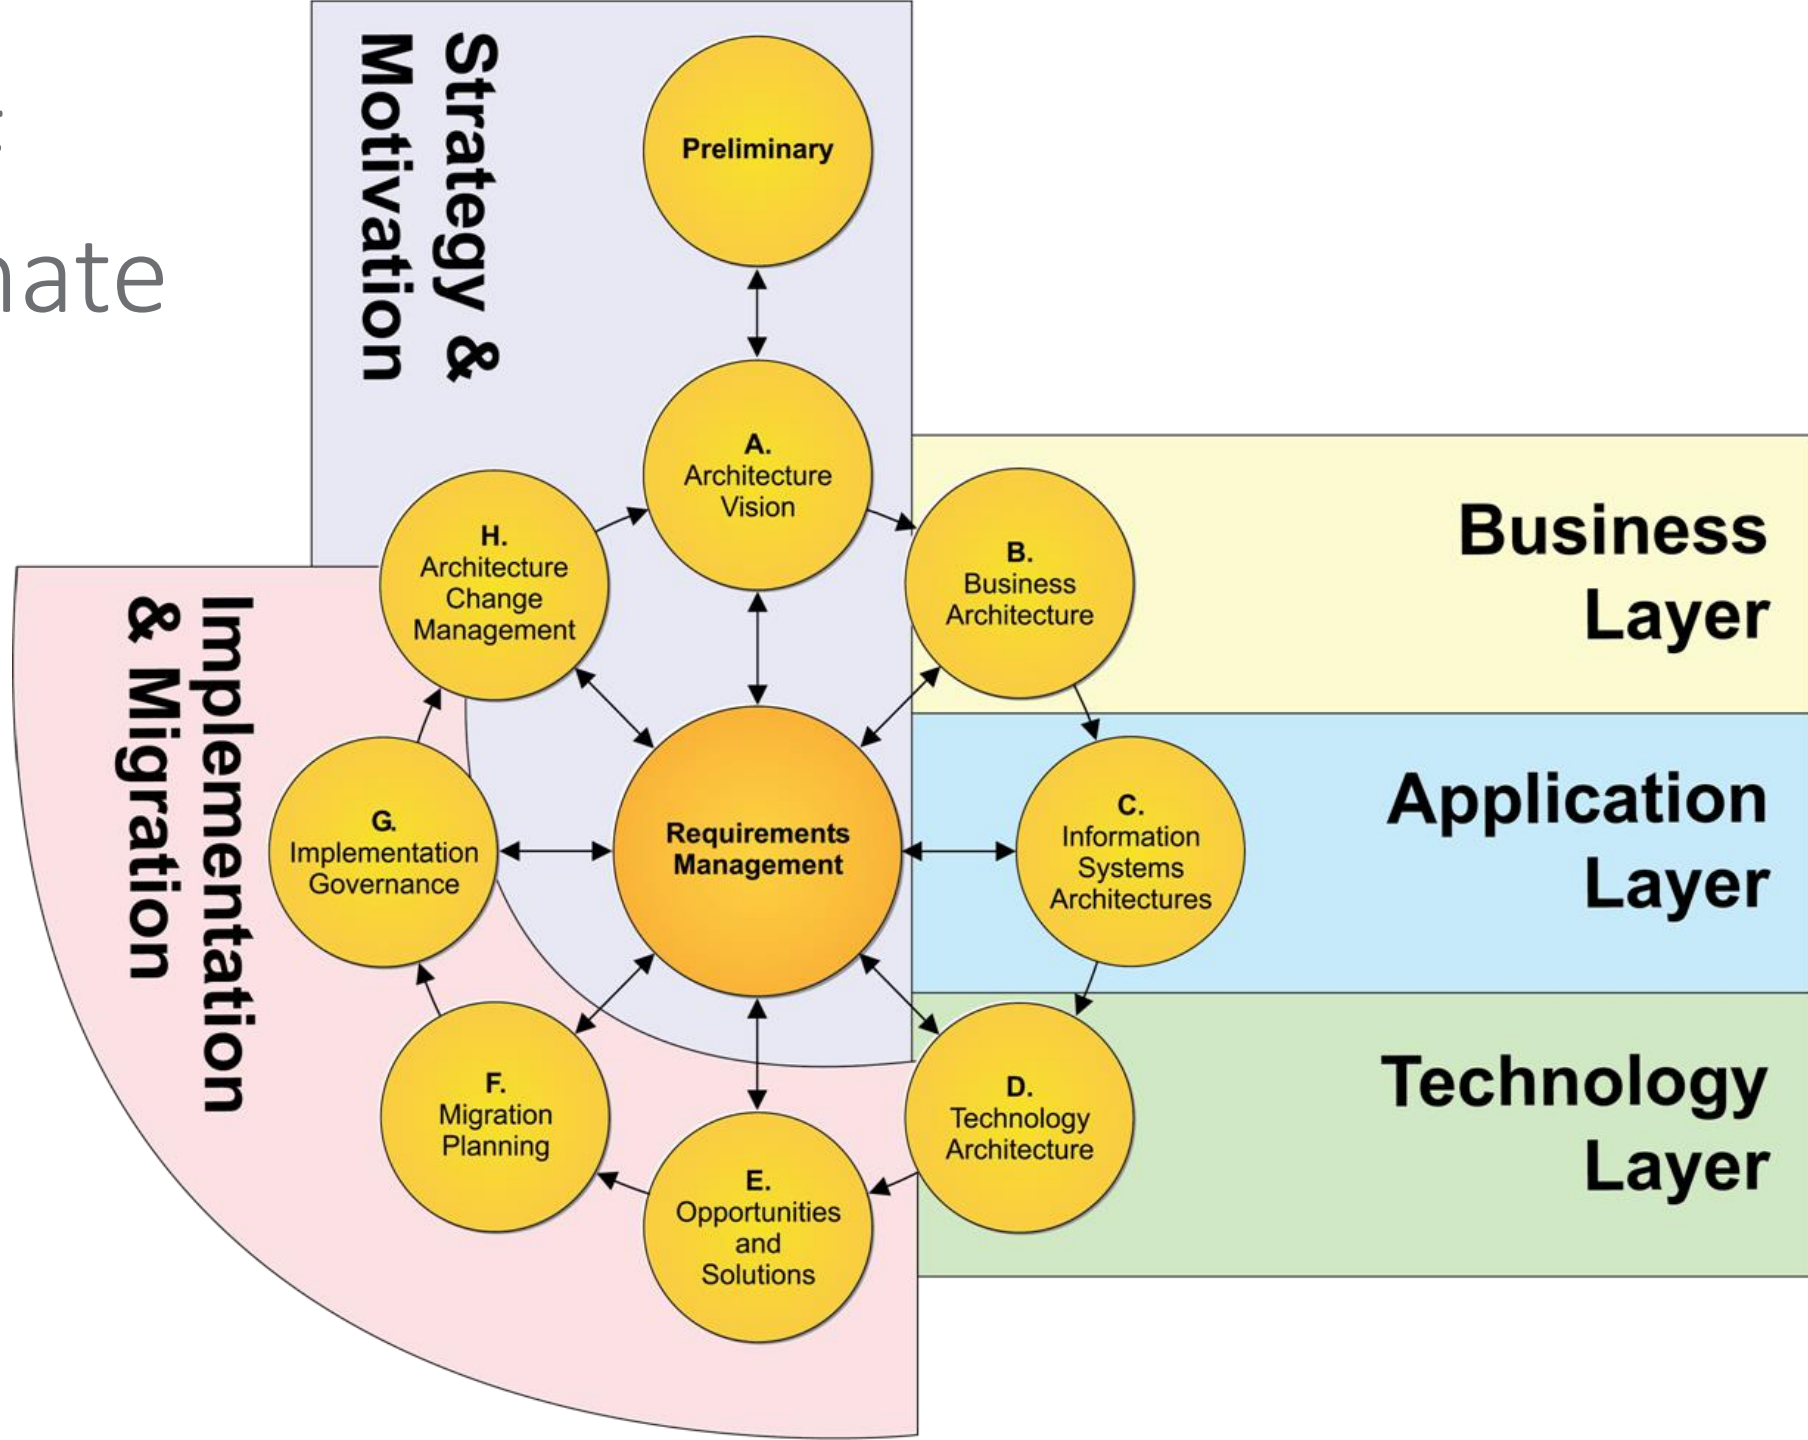 Strategy &
Motivation
Preliminary
A.
Architecture
Vision
H.
Architecture
Change
Management
B.
Business
Architecture
Business
Layer
Implementation
& Migration
G.
Implementation
Governance
Requirements
Management
C.
Information
Systems
Architectures
Application
Layer
F.
Migration
Planning
E.
Opportunities
and
Solutions
D.
Technology
Architecture
Technology
Layer